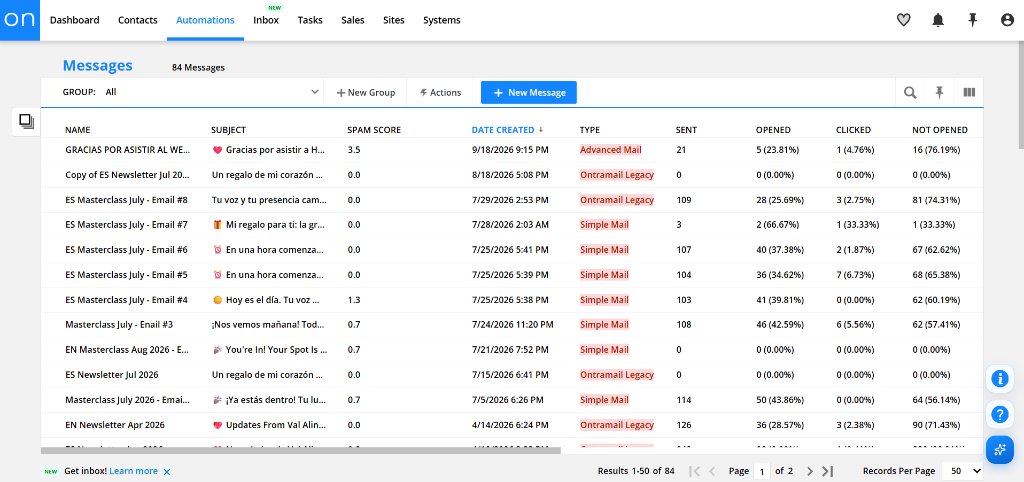 on Dashboard Contacts Automations Inbox NEW Tasks Sales Sites Systems
Messages 84 Messages
GROUP: All + New Group Actions + New Message
NAME SUBJECT SPAM SCORE DATE CREATED ↓ TYPE SENT OPENED CLICKED NOT OPENED
GRACIAS POR ASISTIR AL WE... ❤️ Gracias por asistir a H... 3.5 9/18/2026 9:15 PM Advanced Mail 21 5 (23.81%) 1 (4.76%) 16 (76.19%)
Copy of ES Newsletter Jul 20... Un regalo de mi corazón ... 0.0 8/18/2026 5:08 PM Ontramail Legacy 0 0 (0.00%) 0 (0.00%) 0 (0.00%)
ES Masterclass July - Email #8 Tu voz y tu presencia cam... 0.0 7/29/2026 2:53 PM Ontramail Legacy 109 28 (25.69%) 3 (2.75%) 81 (74.31%)
ES Masterclass July - Email #7 🎁 Mi regalo para ti: la gr... 0.0 7/28/2026 2:03 AM Simple Mail 3 2 (66.67%) 1 (33.33%) 1 (33.33%)
ES Masterclass July - Email #6 ⏰ En una hora comenza... 0.0 7/25/2026 5:41 PM Simple Mail 107 40 (37.38%) 2 (1.87%) 67 (62.62%)
ES Masterclass July - Email #5 ⏰ En una hora comenza... 0.0 7/25/2026 5:39 PM Simple Mail 104 36 (34.62%) 7 (6.73%) 68 (65.38%)
ES Masterclass July - Email #4 Hoy es el día. Tu voz ... 1.3 7/25/2026 5:38 PM Simple Mail 103 41 (39.81%) 0 (0.00%) 62 (60.19%)
Masterclass July - Enail #3 ¡Nos vemos mañana! Tod... 0.7 7/24/2026 11:20 PM Simple Mail 108 46 (42.59%) 6 (5.56%) 62 (57.41%)
EN Masterclass Aug 2026 - E... 🎉 You're In! Your Spot Is ... 0.7 7/21/2026 7:52 PM Simple Mail 0 0 (0.00%) 0 (0.00%) 0 (0.00%)
ES Newsletter Jul 2026 Un regalo de mi corazón ... 0.0 7/15/2026 6:41 PM Ontramail Legacy 0 0 (0.00%) 0 (0.00%) 0 (0.00%)
Masterclass July 2026 - Emai... 🎉 ¡Ya estás dentro! Tu lu... 0.7 7/5/2026 6:26 PM Simple Mail 114 50 (43.86%) 0 (0.00%) 64 (56.14%)
EN Newsletter Apr 2026 💖 Updates From Val Alin... 0.0 4/14/2026 6:24 PM Ontramail Legacy 126 36 (28.57%) 3 (2.38%) 90 (71.43%)
NEW Get inbox! Learn more × Results 1-50 of 84 Page 1 of 2 Records Per Page 50